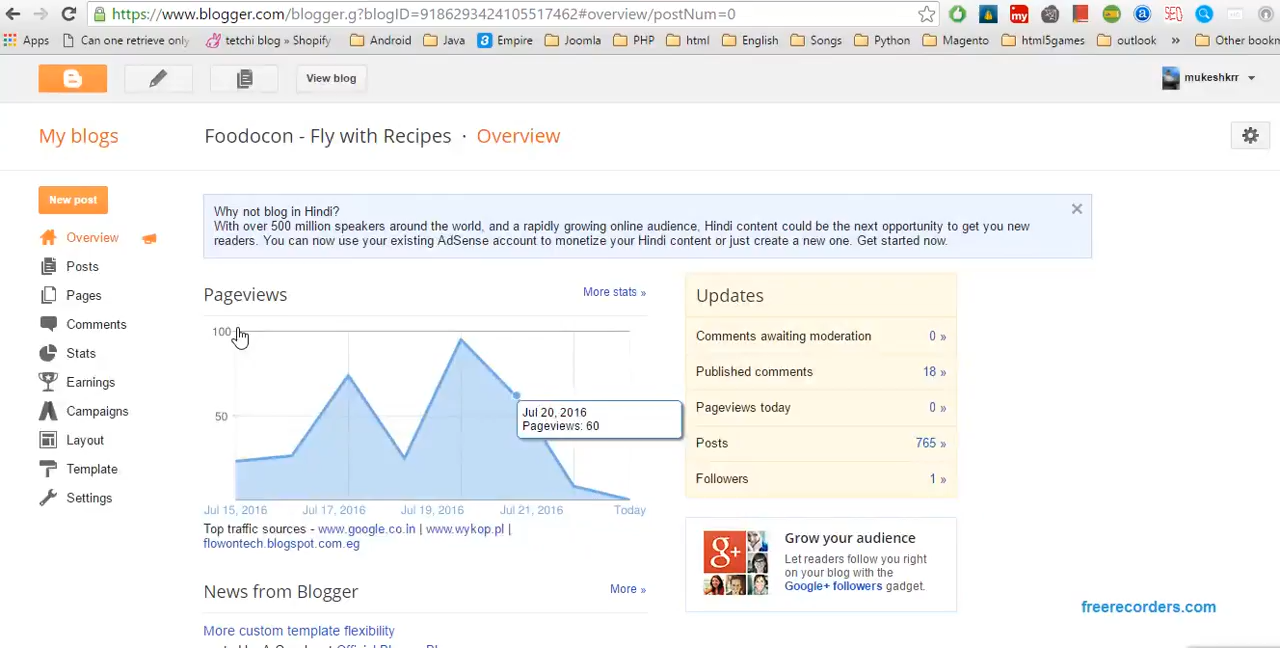 https://www.blogger.com/blogger.g?blogID=9186293424105517462#overview/postNum=0
Apps Can one retrieve only tetchi blog » Shopify Android Java Empire Joomla PHP html English Songs Python Magento html5games outlook » Other bookm
View blog
mukeshkrr
My blogs
Foodocon - Fly with Recipes · Overview
New post
Overview
Posts
Pages
Comments
Stats
Earnings
Campaigns
Layout
Template
Settings
Why not blog in Hindi?
With over 500 million speakers around the world, and a rapidly growing online audience, Hindi content could be the next opportunity to get you new
readers. You can now use your existing AdSense account to monetize your Hindi content or just create a new one. Get started now.
Pageviews
More stats »
100
50
Jul 20, 2016
Pageviews: 60
Jul 15, 2016 Jul 17, 2016 Jul 19, 2016 Jul 21, 2016 Today
Top traffic sources - www.google.co.in | www.wykop.pl |
flowontech.blogspot.com.eg
News from Blogger
More »
More custom template flexibility
Updates
Comments awaiting moderation 0 »
Published comments 18 »
Pageviews today 0 »
Posts 765 »
Followers 1 »
g+
Grow your audience
Let readers follow you right
on your blog with the
Google+ followers gadget.
freerecorders.com